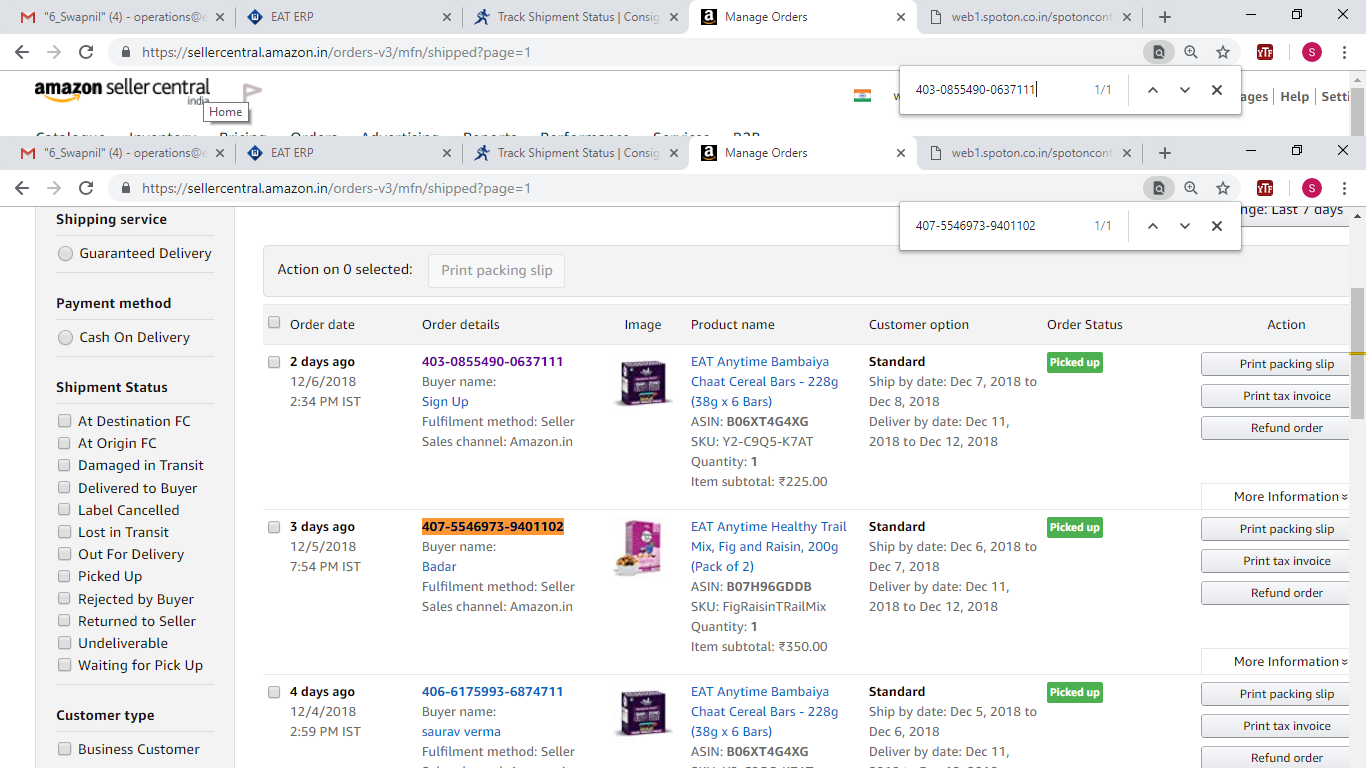 "6_Swapnil" (4) - operations@e
EAT ERP
Track Shipment Status | Consig
Manage Orders
web1.spoton.co.in/spotoncont
https://sellercentral.amazon.in/orders-v3/mfn/shipped?page=1
YTF
S
amazon seller central
india
Home
403-0855490-0637111
1/1
ages
Help
Setti
"6_Swapnil" (4) - operations@e
EAT ERP
Track Shipment Status | Consig
Manage Orders
web1.spoton.co.in/spotoncont
https://sellercentral.amazon.in/orders-v3/mfn/shipped?page=1
YTF
S
407-5546973-9401102
1/1
nge: Last 7 days
Shipping service
Guaranteed Delivery
Payment method
Cash On Delivery
Shipment Status
At Destination FC
At Origin FC
Damaged in Transit
Delivered to Buyer
Label Cancelled
Lost in Transit
Out For Delivery
Picked Up
Rejected by Buyer
Returned to Seller
Undeliverable
Waiting for Pick Up
Customer type
Business Customer
Action on 0 selected:
Print packing slip
Order date
Order details
Image
Product name
Customer option
Order Status
Action
2 days ago
12/6/2018
2:34 PM IST
403-0855490-0637111
Buyer name:
Sign Up
Fulfilment method: Seller
Sales channel: Amazon.in
EAT Anytime Bambaiya
Chaat Cereal Bars - 228g
(38g x 6 Bars)
ASIN: B06XT4G4XG
SKU: Y2-C9Q5-K7AT
Quantity: 1
Item subtotal: ₹225.00
Standard
Ship by date: Dec 7, 2018 to
Dec 8, 2018
Deliver by date: Dec 11,
2018 to Dec 12, 2018
Picked up
Print packing slip
Print tax invoice
Refund order
More Information
3 days ago
12/5/2018
7:54 PM IST
407-5546973-9401102
Buyer name:
Badar
Fulfilment method: Seller
Sales channel: Amazon.in
EAT Anytime Healthy Trail
Mix, Fig and Raisin, 200g
(Pack of 2)
ASIN: B07H96GDDB
SKU: FigRaisinTRailMix
Quantity: 1
Item subtotal: ₹350.00
Standard
Ship by date: Dec 6, 2018 to
Dec 7, 2018
Deliver by date: Dec 11,
2018 to Dec 12, 2018
Picked up
Print packing slip
Print tax invoice
Refund order
More Information
4 days ago
12/4/2018
2:59 PM IST
406-6175993-6874711
Buyer name:
saurav verma
Fulfilment method: Seller
EAT Anytime Bambaiya
Chaat Cereal Bars - 228g
(38g x 6 Bars)
ASIN: B06XT4G4XG
Standard
Ship by date: Dec 5, 2018 to
Dec 6, 2018
Deliver by date: Dec 11,
Picked up
Print packing slip
Print tax invoice
Refund order